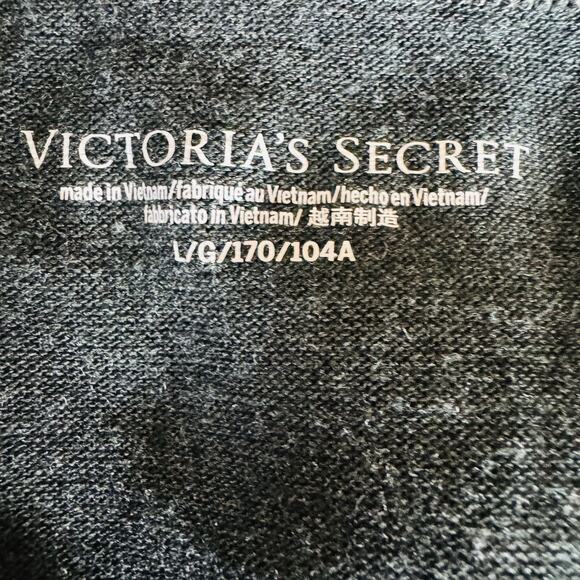 VICTORIA'S SECRET
made in Vietnam/fabriqué au Vietnam/hecho en Vietnam/
fabbricato in Vietnam/ 越南制造
L/G/170/104A